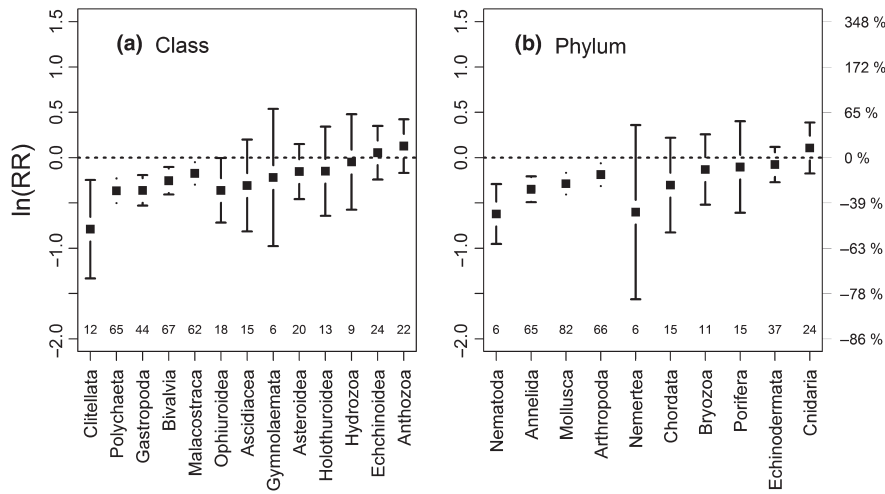 (a) Class
(b) Phylum
ln(RR)
1.5
1.0
0.5
0.0
−1.0
−2.0
1.5
1.0
0.5
0.0
−1.0
−2.0
348 %
172 %
65 %
0 %
−39 %
−63 %
−78 %
−86 %
12 65 44 67 62 18 15 6 20 13 9 24 22
6 65 82 66 6 15 11 15 37 24
Clitellata
Polychaeta
Gastropoda
Bivalvia
Malacostraca
Ophiuroidea
Ascidiacea
Gymnolaemata
Asteroidea
Holothuroidea
Hydrozoa
Echchinoidea
Anthozoa
Nematoda
Annelida
Mollusca
Arthropoda
Nemertea
Chordata
Bryozoa
Porifera
Echinodermata
Cnidaria